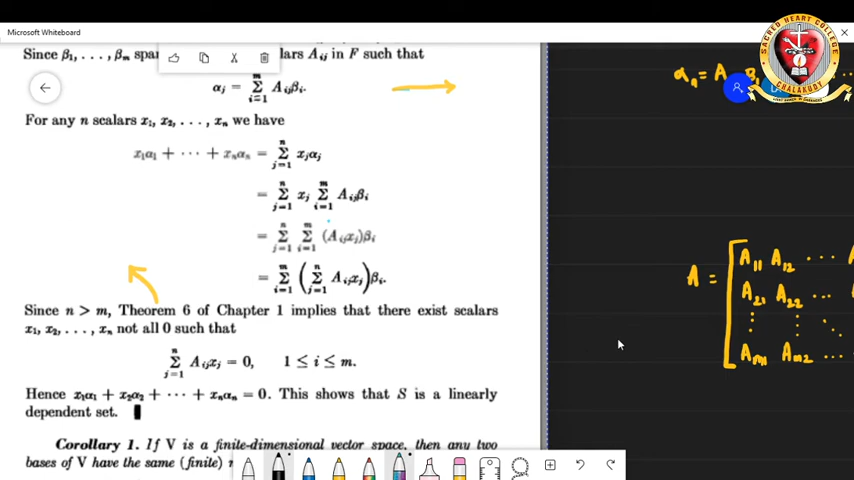 Microsoft Whiteboard
Since β₁, . . . , βₘ spa lars Aᵢⱼ in F such that
αⱼ = Σᵢ₌₁ᵐ Aᵢⱼβᵢ.
For any n scalars x₁, x₂, . . . , xₙ we have
x₁α₁ + · · · + xₙαₙ = Σⱼ₌₁ⁿ xⱼαⱼ
= Σⱼ₌₁ⁿ xⱼ Σᵢ₌₁ᵐ Aᵢⱼβᵢ
= Σⱼ₌₁ⁿ Σᵢ₌₁ᵐ (Aᵢⱼxⱼ)βᵢ
= Σᵢ₌₁ᵐ (Σⱼ₌₁ⁿ Aᵢⱼxⱼ)βᵢ.
Since n > m, Theorem 6 of Chapter 1 implies that there exist scalars
x₁, x₂, . . . , xₙ not all 0 such that
Σⱼ₌₁ⁿ Aᵢⱼxⱼ = 0, 1 ≤ i ≤ m.
Hence x₁α₁ + x₂α₂ + · · · + xₙαₙ = 0. This shows that S is a linearly
dependent set.
Corollary 1. If V is a finite-dimensional vector space, then any two
bases of V have the same (finite)
αₙ = A β₁
A = [ A₁₁ A₁₂ · · ·
A₂₁ A₂₂ . . .
⋮ ⋮ ⋱
Aₘ₁ Aₘ₂ · · ·
SACRED HEART COLLEGE
CHALAKUDY